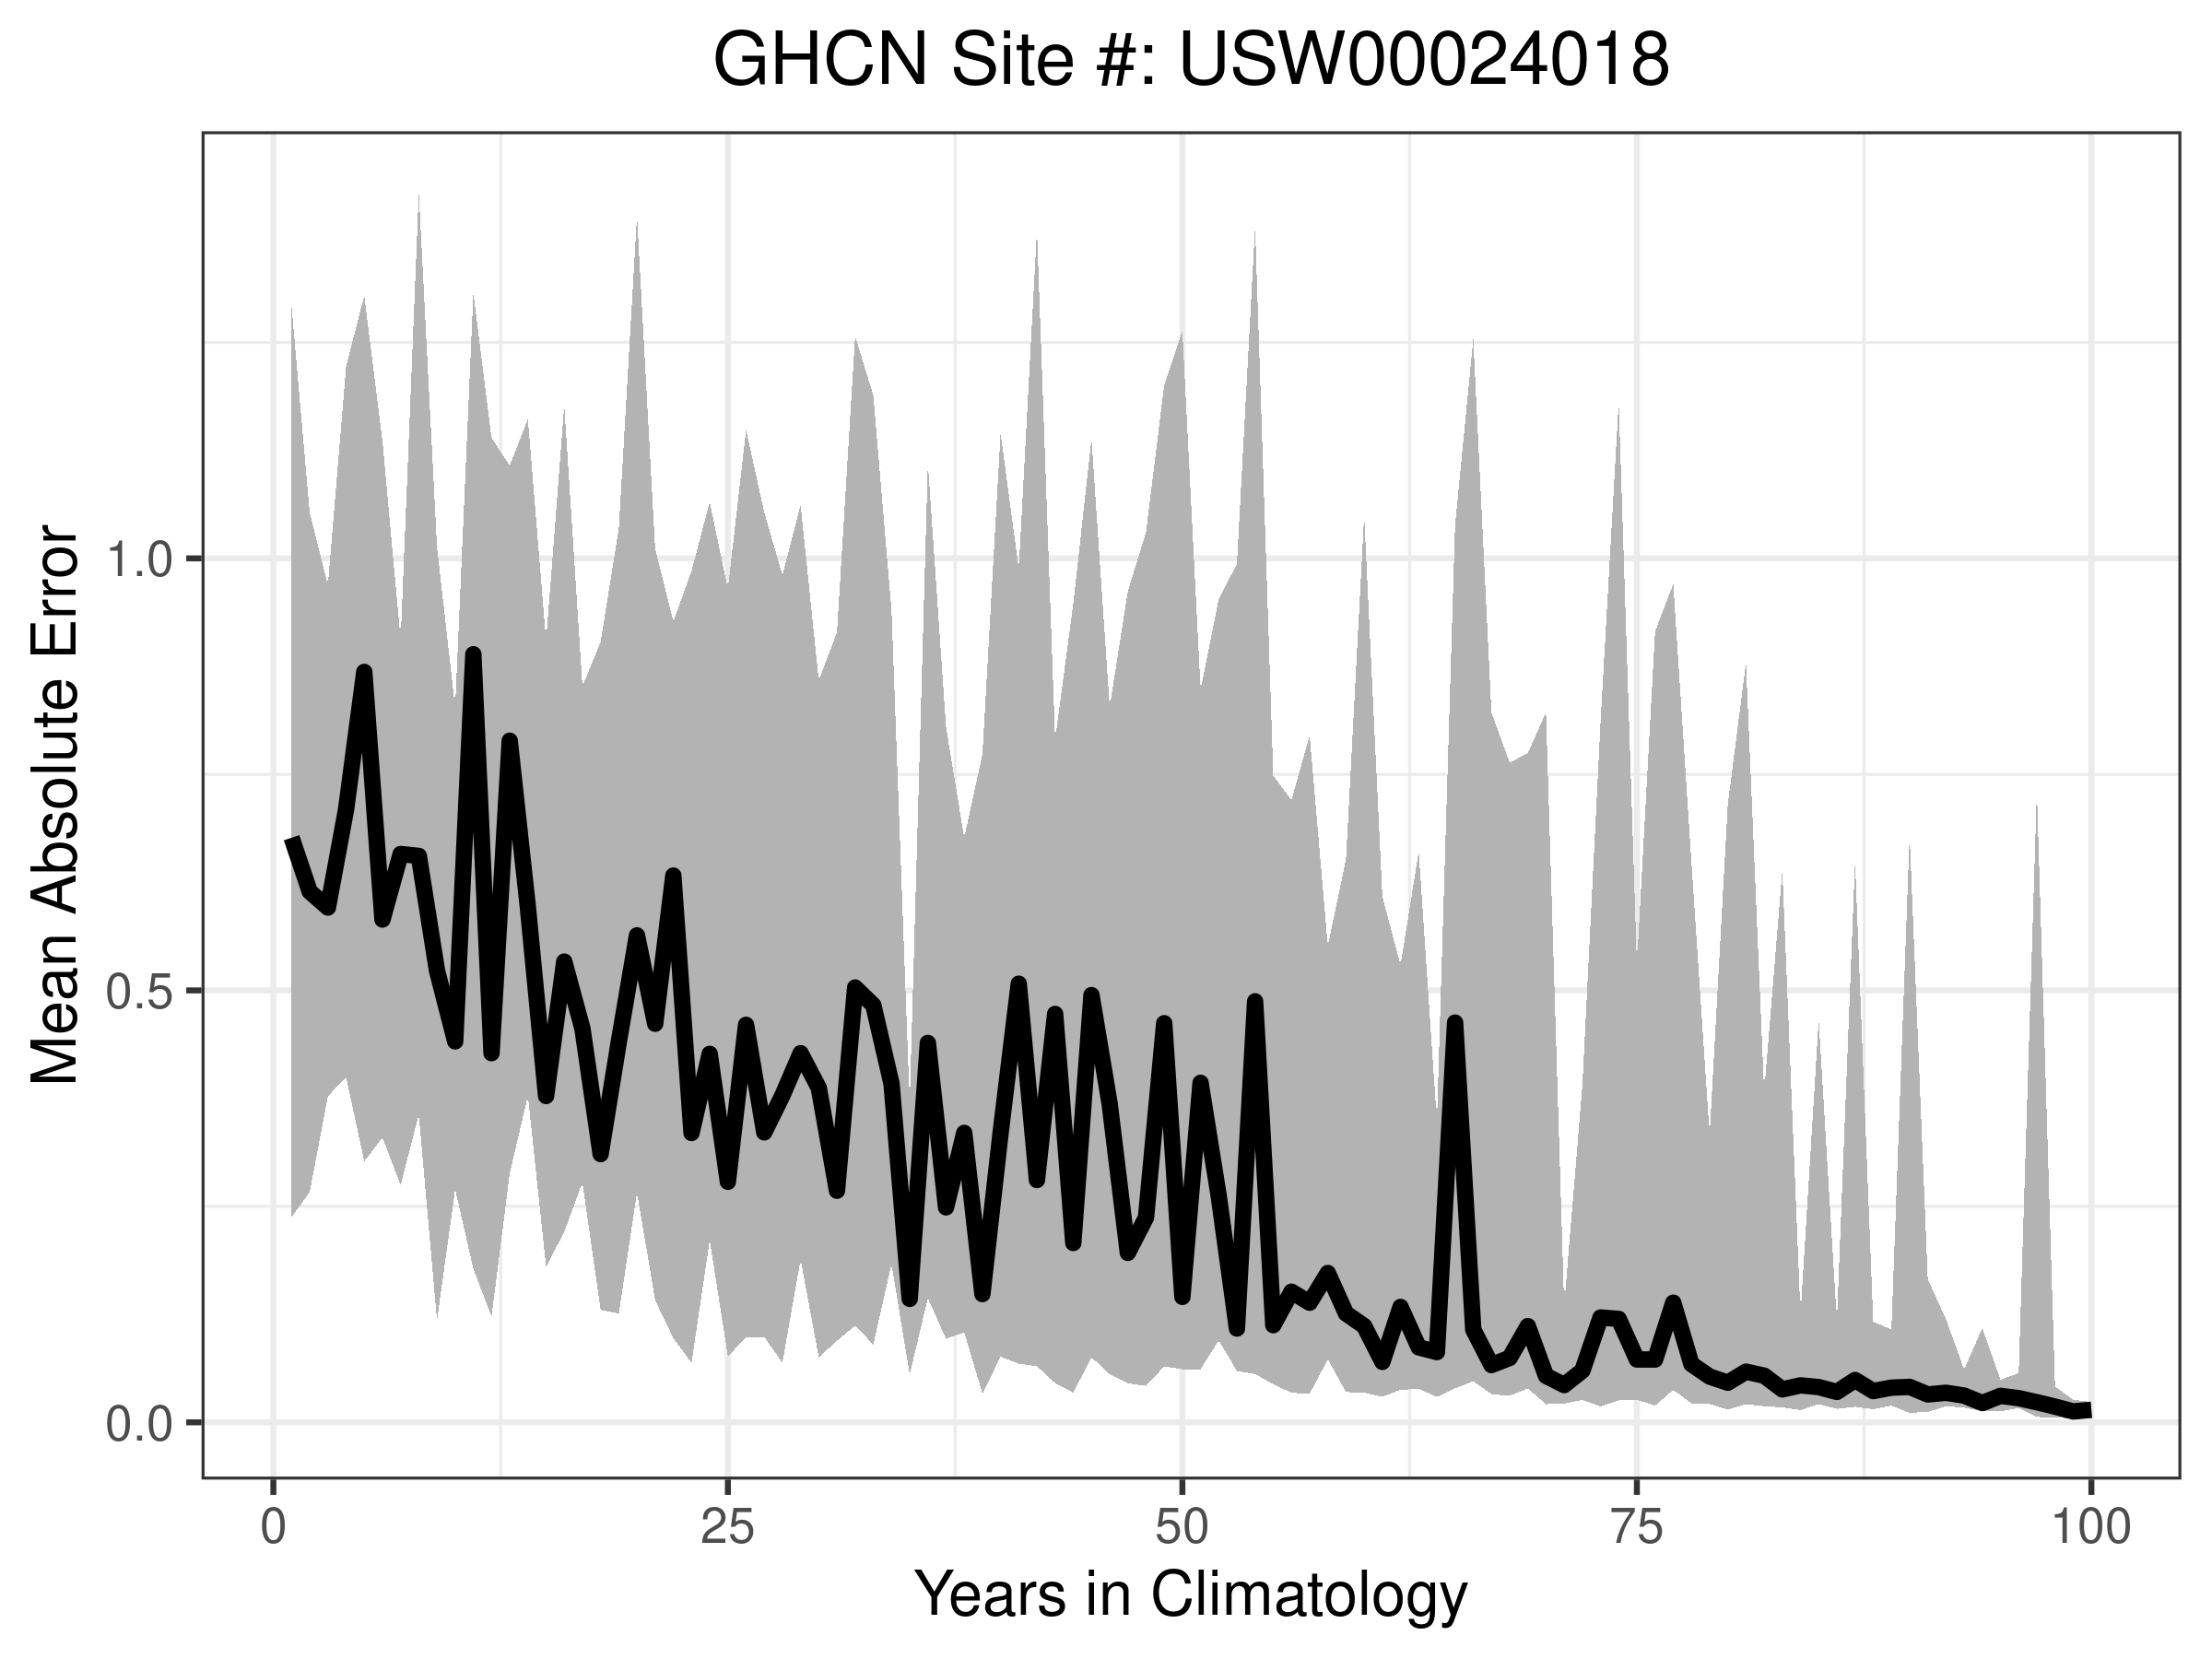 GHCN Site #: USW00024018
Mean Absolute Error
1.0
0.5
0.0
0 25 50 75 100
Years in Climatology